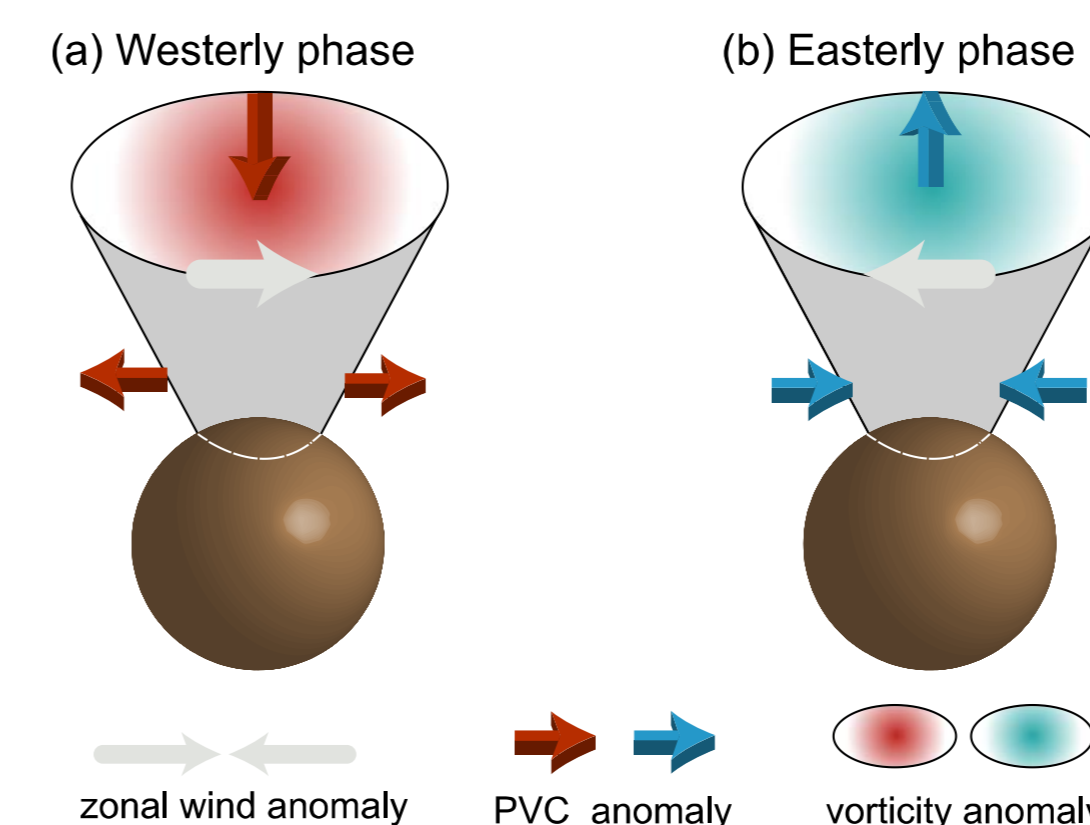 (a) Westerly phase
(b) Easterly phase
zonal wind anomaly
PVC anomaly
vorticity anomaly